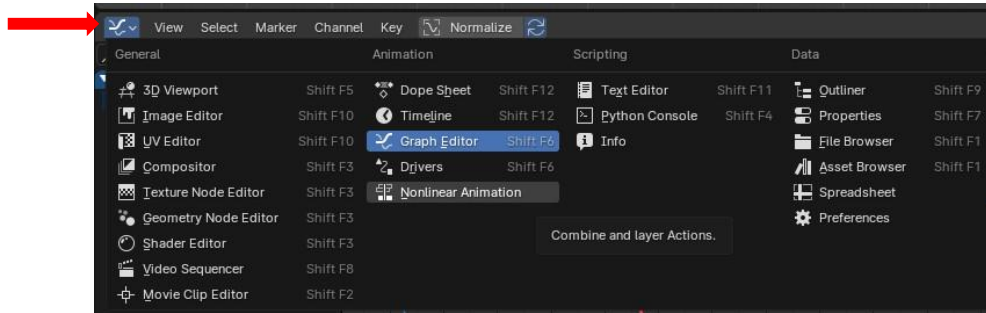 View Select Marker Channel Key Normalize
General Animation Scripting Data
3D Viewport Shift F5 Dope Sheet Shift F12 Text Editor Shift F11 Outliner Shift F9
Image Editor Shift F10 Timeline Shift F12 Python Console Shift F4 Properties Shift F7
UV Editor Shift F10 Graph Editor Shift F6 Info File Browser Shift F1
Compositor Shift F3 Drivers Shift F6 Asset Browser Shift F1
Texture Node Editor Shift F3 Nonlinear Animation Spreadsheet
Geometry Node Editor Shift F3 Preferences
Shader Editor Shift F3 Combine and layer Actions.
Video Sequencer Shift F8
Movie Clip Editor Shift F2